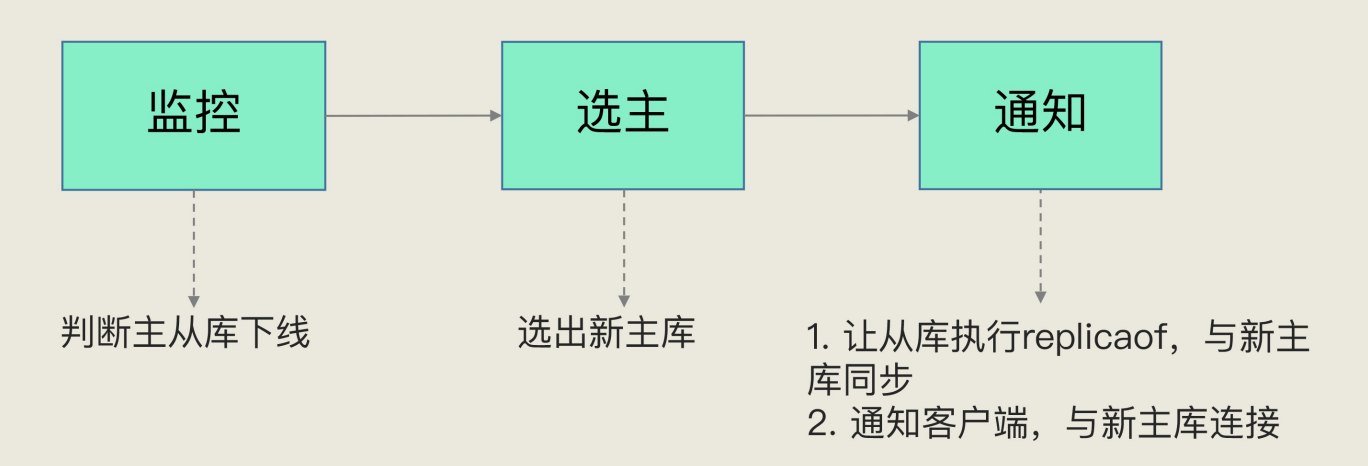 监控
选主
通知
判断主从库下线
选出新主库
1. 让从库执行replicaof，与新主
库同步
2. 通知客户端，与新主库连接